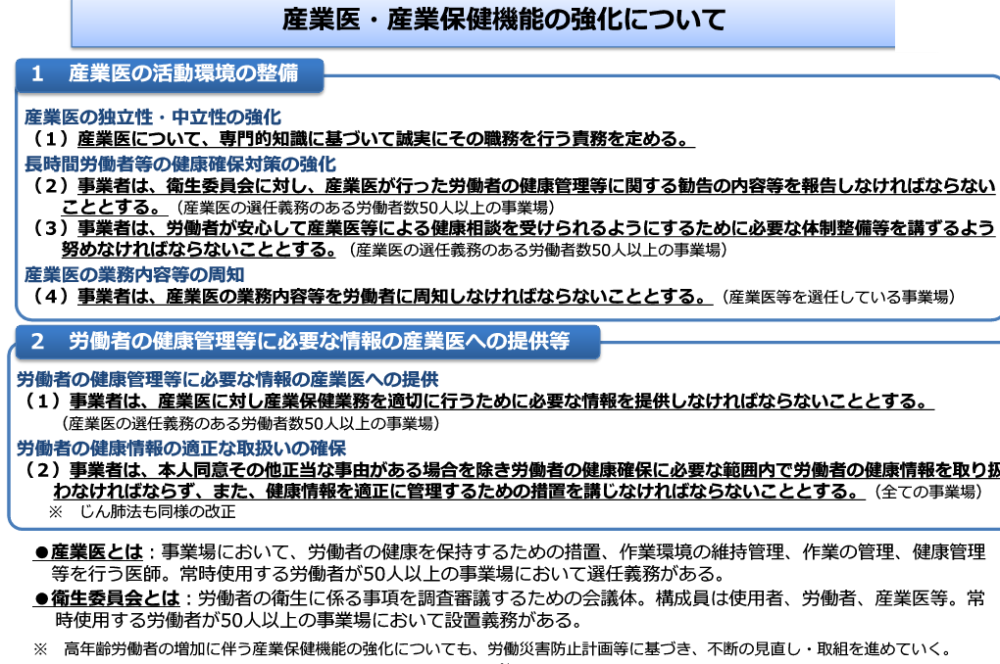 産業医・産業保健機能の強化について
1 産業医の活動環境の整備
産業医の独立性・中立性の強化
（１）産業医について、専門的知識に基づいて誠実にその職務を行う責務を定める。
長時間労働者等の健康確保対策の強化
（２）事業者は、衛生委員会に対し、産業医が行った労働者の健康管理等に関する勧告の内容等を報告しなければならない
こととする。（産業医の選任義務のある労働者数50人以上の事業場）
（３）事業者は、労働者が安心して産業医等による健康相談を受けられるようにするために必要な体制整備等を講ずるよう
努めなければならないこととする。（産業医の選任義務のある労働者数50人以上の事業場）
産業医の業務内容等の周知
（４）事業者は、産業医の業務内容等を労働者に周知しなければならないこととする。（産業医等を選任している事業場）
2 労働者の健康管理等に必要な情報の産業医への提供等
労働者の健康管理等に必要な情報の産業医への提供
（１）事業者は、産業医に対し産業保健業務を適切に行うために必要な情報を提供しなければならないこととする。
（産業医の選任義務のある労働者数50人以上の事業場）
労働者の健康情報の適正な取扱いの確保
（２）事業者は、本人同意その他正当な事由がある場合を除き労働者の健康確保に必要な範囲内で労働者の健康情報を取り扱
わなければならず、また、健康情報を適正に管理するための措置を講じなければならないこととする。（全ての事業場）
※ じん肺法も同様の改正
●産業医とは：事業場において、労働者の健康を保持するための措置、作業環境の維持管理、作業の管理、健康管理
等を行う医師。常時使用する労働者が50人以上の事業場において選任義務がある。
●衛生委員会とは：労働者の衛生に係る事項を調査審議するための会議体。構成員は使用者、労働者、産業医等。常
時使用する労働者が50人以上の事業場において設置義務がある。
※ 高年齢労働者の増加に伴う産業保健機能の強化についても、労働災害防止計画等に基づき、不断の見直し・取組を進めていく。